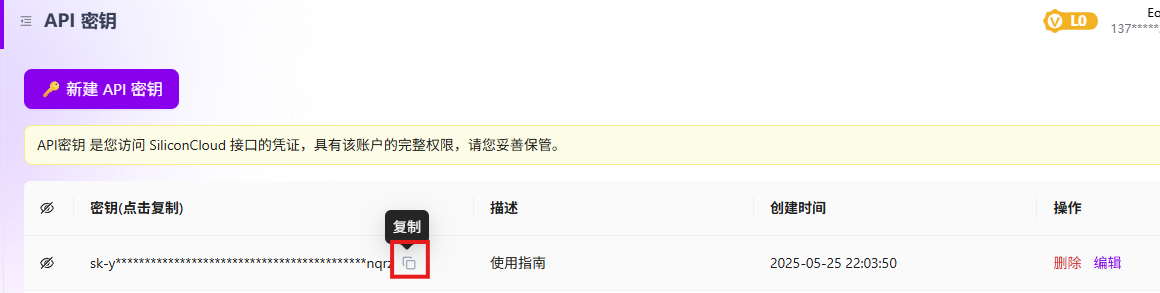 API 密钥
L0
137*****
🔑 新建 API 密钥
API密钥 是您访问 SiliconCloud 接口的凭证，具有该账户的完整权限，请您妥善保管。
密钥(点击复制) 描述 创建时间 操作
复制
使用指南 2025-05-25 22:03:50 删除 编辑